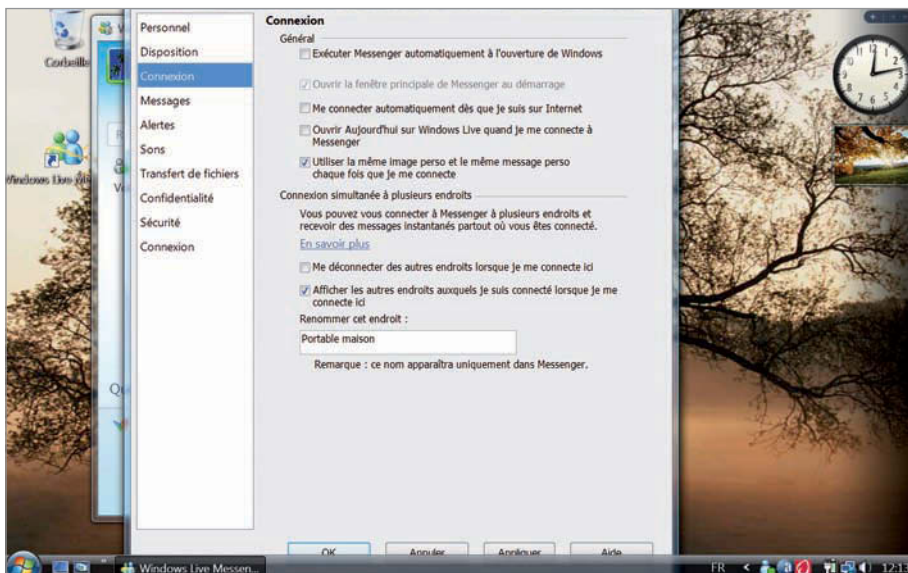 Corbeille
Personnel
Disposition
Connexion
Messages
Alertes
Sons
Transfert de fichiers
Confidentialité
Sécurité
Connexion
Connexion
Général
Exécuter Messenger automatiquement à l'ouverture de Windows
Ouvrir la fenêtre principale de Messenger au démarrage
Me connecter automatiquement dès que je suis sur Internet
Ouvrir Aujourd'hui sur Windows Live quand je me connecte à
Messenger
Utiliser la même image perso et le même message perso
chaque fois que je me connecte
Connexion simultanée à plusieurs endroits
Vous pouvez vous connecter à Messenger à plusieurs endroits et
recevoir des messages instantanés partout où vous êtes connecté.
En savoir plus
Me déconnecter des autres endroits lorsque je me connecte ici
Afficher les autres endroits auxquels je suis connecté lorsque je me
connecte ici
Renommer cet endroit :
Portable maison
Remarque : ce nom apparaîtra uniquement dans Messenger.
OK
Annuler
Appliquer
Aide
Windows Live
Windows Live Messen...
FR
12:13